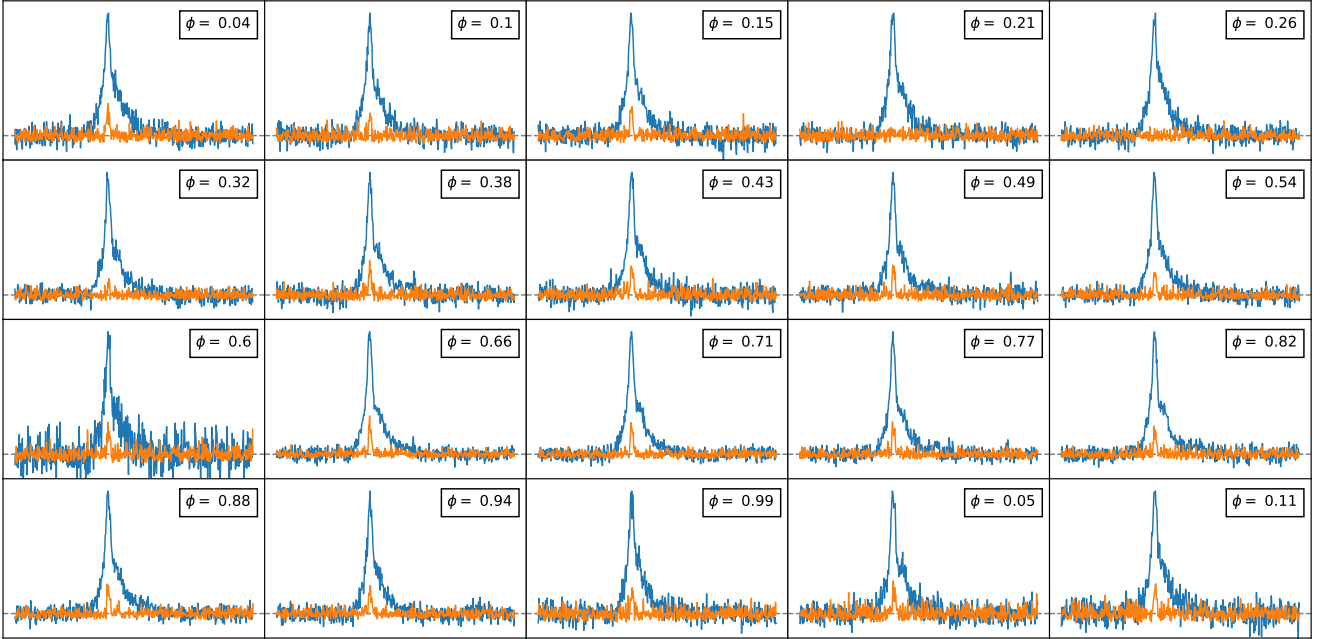 ϕ = 0.04
ϕ = 0.1
ϕ = 0.15
ϕ = 0.21
ϕ = 0.26
ϕ = 0.32
ϕ = 0.38
ϕ = 0.43
ϕ = 0.49
ϕ = 0.54
ϕ = 0.6
ϕ = 0.66
ϕ = 0.71
ϕ = 0.77
ϕ = 0.82
ϕ = 0.88
ϕ = 0.94
ϕ = 0.99
ϕ = 0.05
ϕ = 0.11